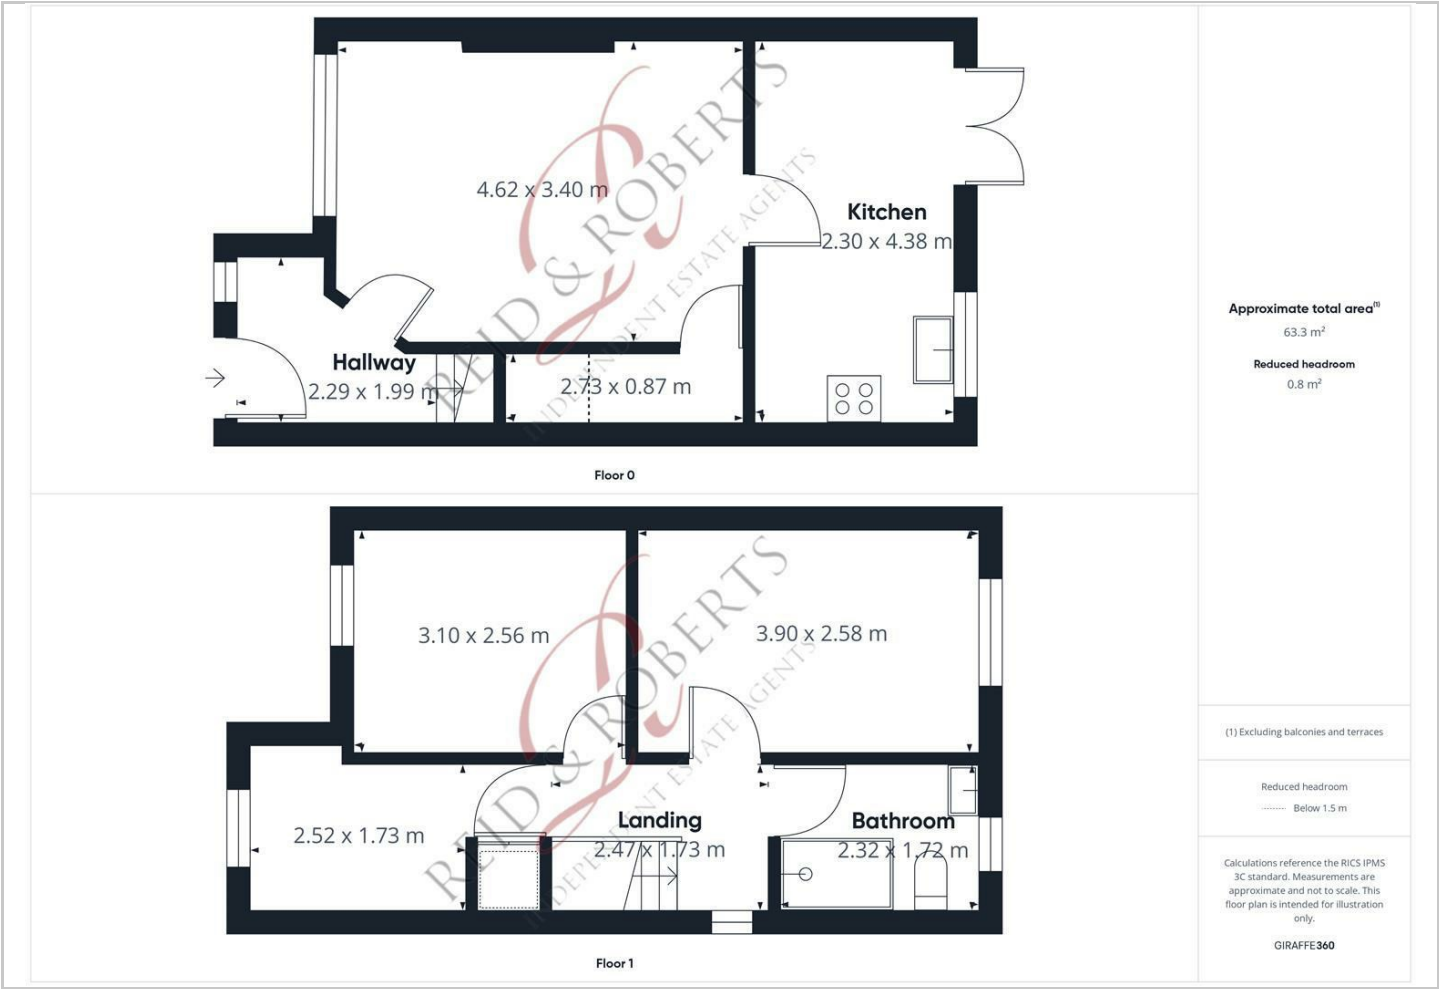 4.62 x 3.40 m
Kitchen
2.30 x 4.38 m
Hallway
2.29 x 1.99 m
2.73 x 0.87 m
Floor 0
REID & ROBERTS
INDEPENDENT ESTATE AGENTS
3.10 x 2.56 m
3.90 x 2.58 m
2.52 x 1.73 m
Landing
2.47 x 1.73 m
Bathroom
2.32 x 1.72 m
Floor 1
REID & ROBERTS
INDEPENDENT ESTATE AGENTS
Approximate total area(1)
63.3 m²
Reduced headroom
0.8 m²
(1) Excluding balconies and terraces
Reduced headroom
Below 1.5 m
Calculations reference the RICS IPMS
3C standard. Measurements are
approximate and not to scale. This
floor plan is intended for illustration
only.
GIRAFFE360